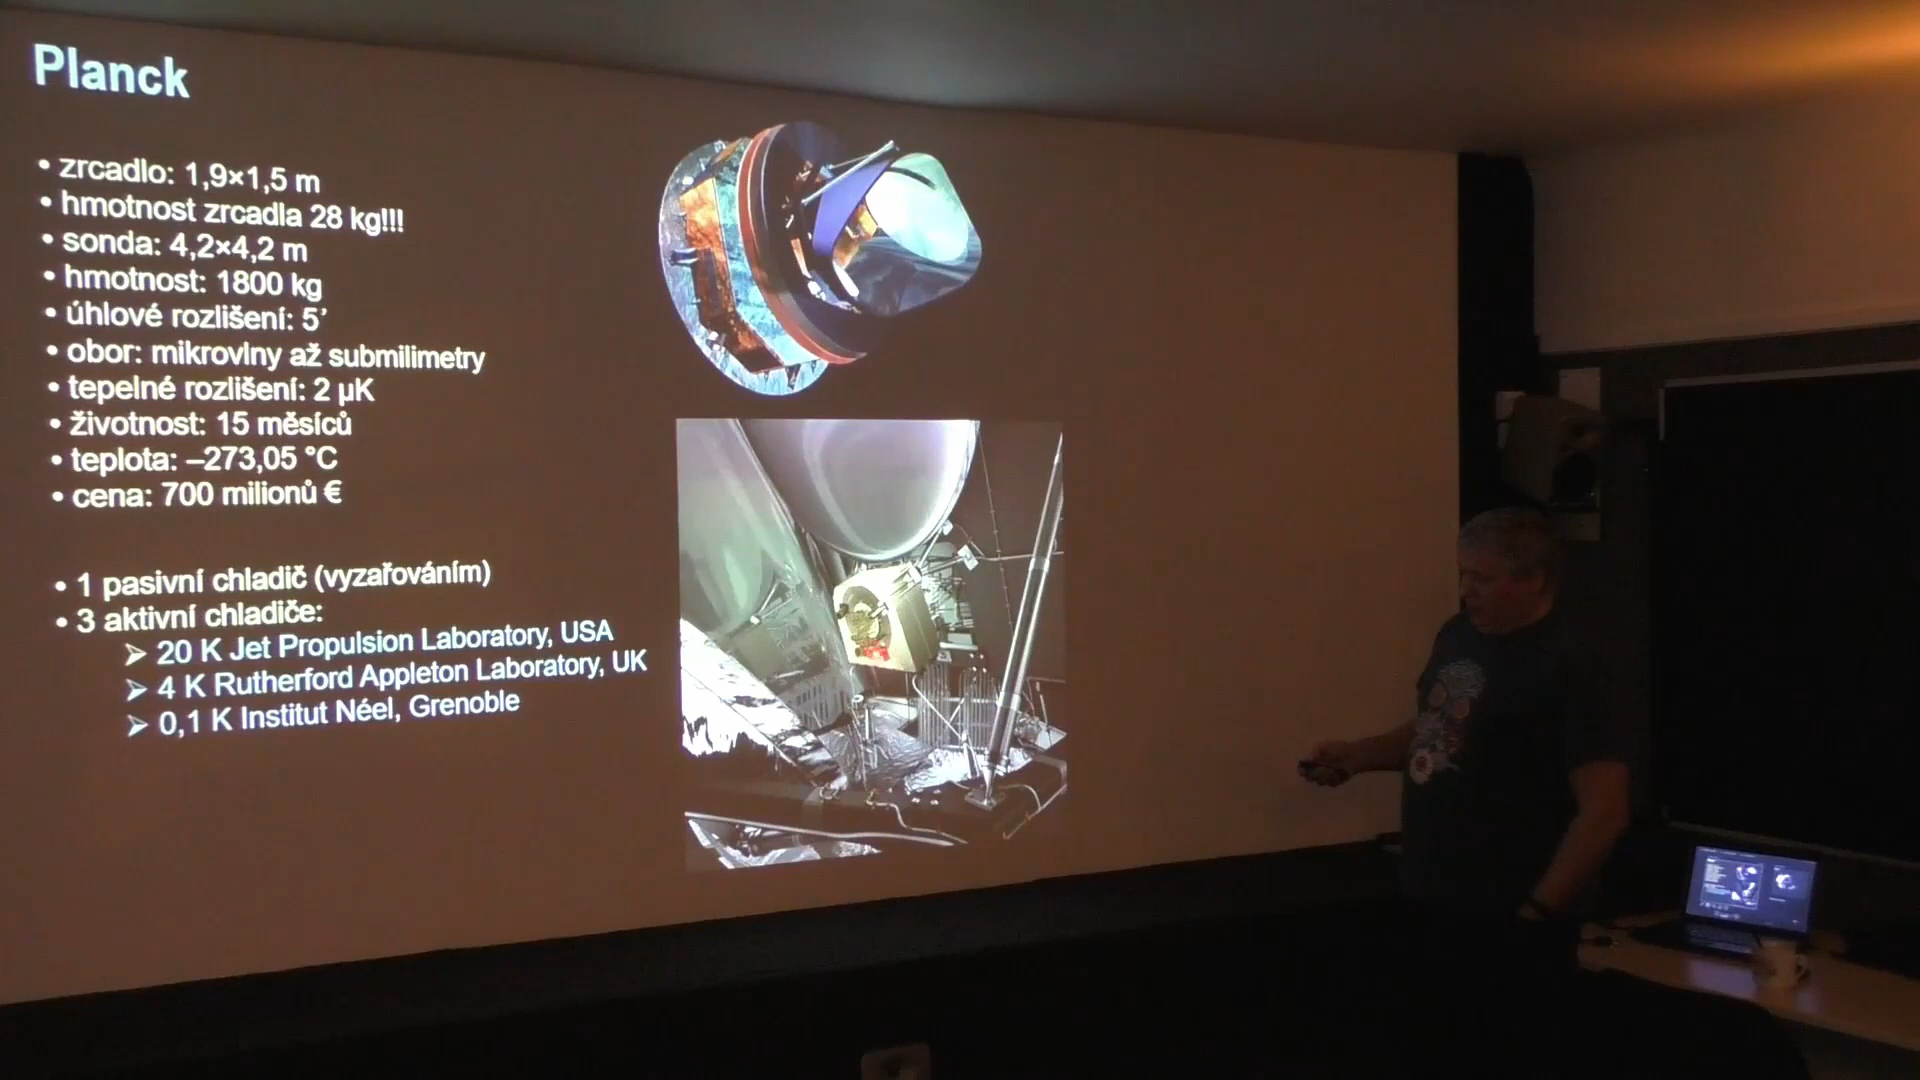 Planck
• zrcadlo: 1,9×1,5 m
• hmotnost zrcadla 28 kg!!!
• sonda: 4,2×4,2 m
• hmotnost: 1800 kg
• úhlové rozlišení: 5’
• obor: mikrovlny až submilimetry
• tepelné rozlišení: 2 μK
• životnost: 15 měsíců
• teplota: –273,05 °C
• cena: 700 milionů €
• 1 pasivní chladič (vyzařováním)
• 3 aktivní chladiče:
➢ 20 K Jet Propulsion Laboratory, USA
➢ 4 K Rutherford Appleton Laboratory, UK
➢ 0,1 K Institut Néel, Grenoble